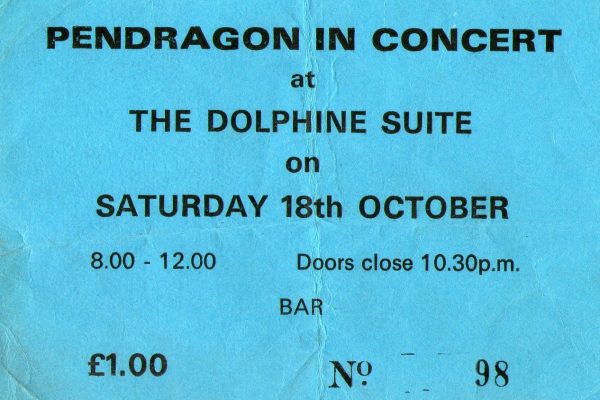 PENDRAGON IN CONCERT
at
THE DOLPHINE SUITE
on
SATURDAY 18th OCTOBER
8.00 - 12.00 Doors close 10.30p.m.
BAR
£1.00 Nº 98